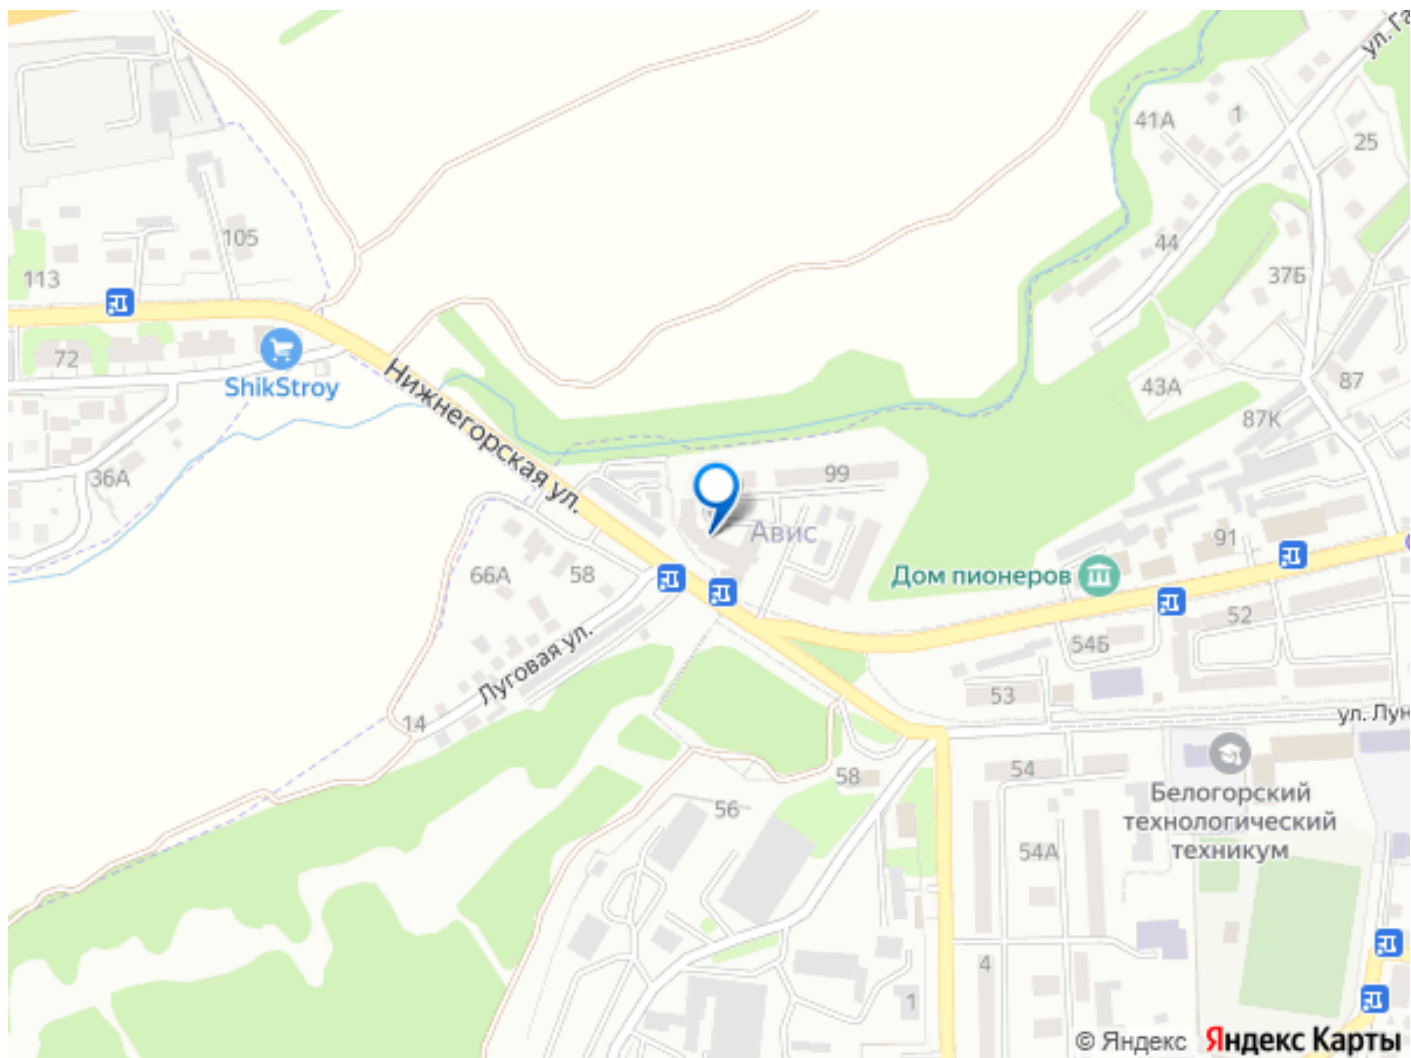 ул. Га
41А
1
25
105
44
113
37Б
72
ShikStroy
Нижнегорская ул.
43А
87
87К
36А
99
Авис
91
66А
58
Дом пионеров
52
54Б
Луговая ул.
53
14
ул. Лун
58
54
Белогорский
технологический
техникум
56
54А
4
1
© Яндекс Яндекс Карты